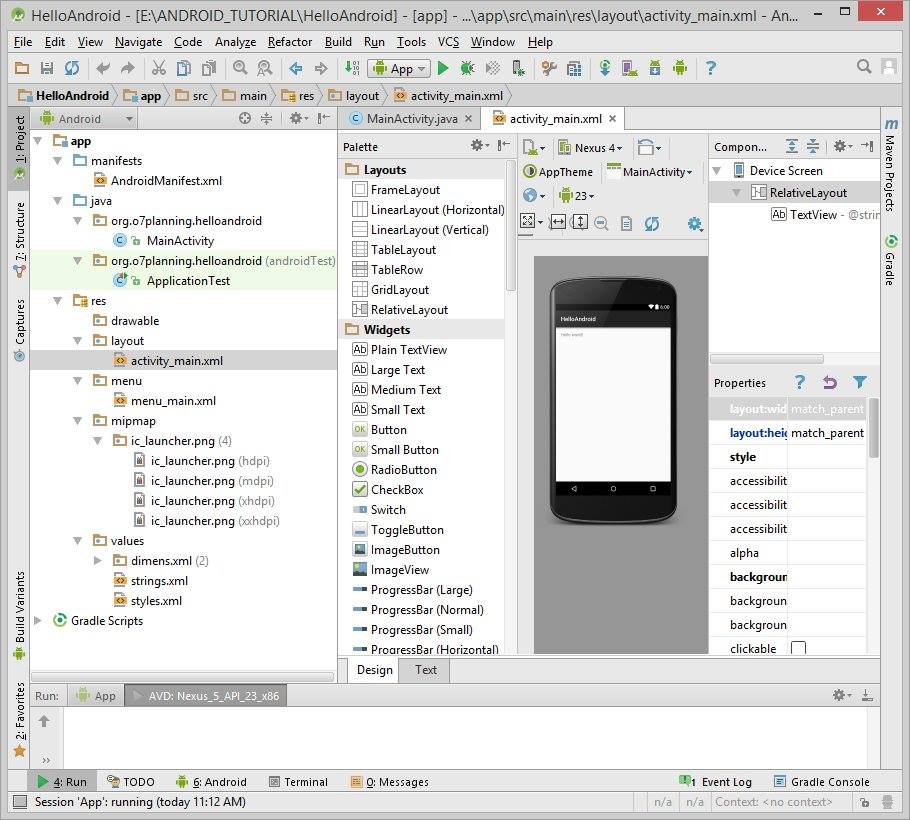 HelloAndroid - [E:\ANDROID_TUTORIAL\HelloAndroid] - [app] - ...\app\src\main\res\layout\activity_main.xml - An...
File Edit View Navigate Code Analyze Refactor Build Run Tools VCS Window Help
App
HelloAndroid app src main res layout activity_main.xml
1: Project
7: Structure
Captures
Build Variants
2: Favorites
Android
app
manifests
AndroidManifest.xml
java
org.o7planning.helloandroid
MainActivity
org.o7planning.helloandroid (androidTest)
ApplicationTest
res
drawable
layout
activity_main.xml
menu
menu_main.xml
mipmap
ic_launcher.png (4)
ic_launcher.png (hdpi)
ic_launcher.png (mdpi)
ic_launcher.png (xhdpi)
ic_launcher.png (xxhdpi)
values
dimens.xml (2)
strings.xml
styles.xml
Gradle Scripts
MainActivity.java activity_main.xml
Palette
Layouts
FrameLayout
LinearLayout (Horizontal)
LinearLayout (Vertical)
TableLayout
TableRow
GridLayout
RelativeLayout
Widgets
Plain TextView
Large Text
Medium Text
Small Text
Button
Small Button
RadioButton
CheckBox
Switch
ToggleButton
ImageButton
ImageView
ProgressBar (Large)
ProgressBar (Normal)
ProgressBar (Small)
ProgressBar (Horizontal)
Design Text
Nexus 4
AppTheme MainActivity
23
6:00
HelloAndroid
Hello world!
Compon...
Device Screen
RelativeLayout
Ab TextView - @strin
Properties
layout:wid match_parent
layout:heig match_parent
style
accessibilit
accessibilit
accessibilit
alpha
backgroun
backgroun
backgroun
clickable
Maven Projects
Gradle
Run: App AVD: Nexus_5_API_23_x86
4: Run TODO 6: Android Terminal 0: Messages 1 Event Log Gradle Console
Session 'App': running (today 11:12 AM) n/a n/a Context: <no context>